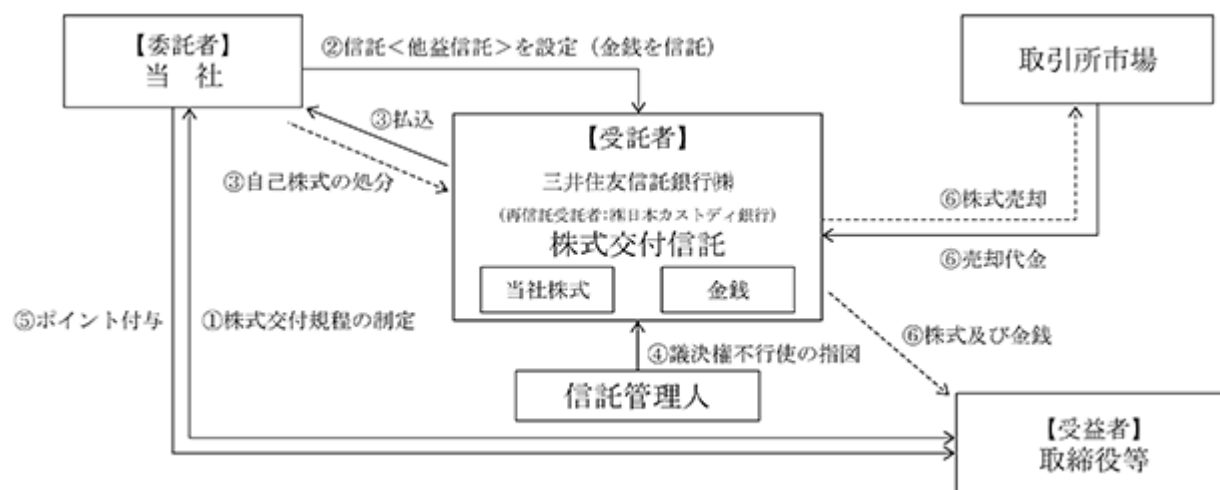 【委託者】
当 社
②信託＜他益信託＞を設定（金銭を信託）
取引所市場
③払込
③自己株式の処分
【受託者】
三井住友信託銀行㈱
(再信託受託者：㈱日本カストディ銀行)
株式交付信託
当社株式
金銭
⑥株式売却
⑥売却代金
⑤ポイント付与
①株式交付規程の制定
④議決権不行使の指図
⑥株式及び金銭
信託管理人
【受益者】
取締役等